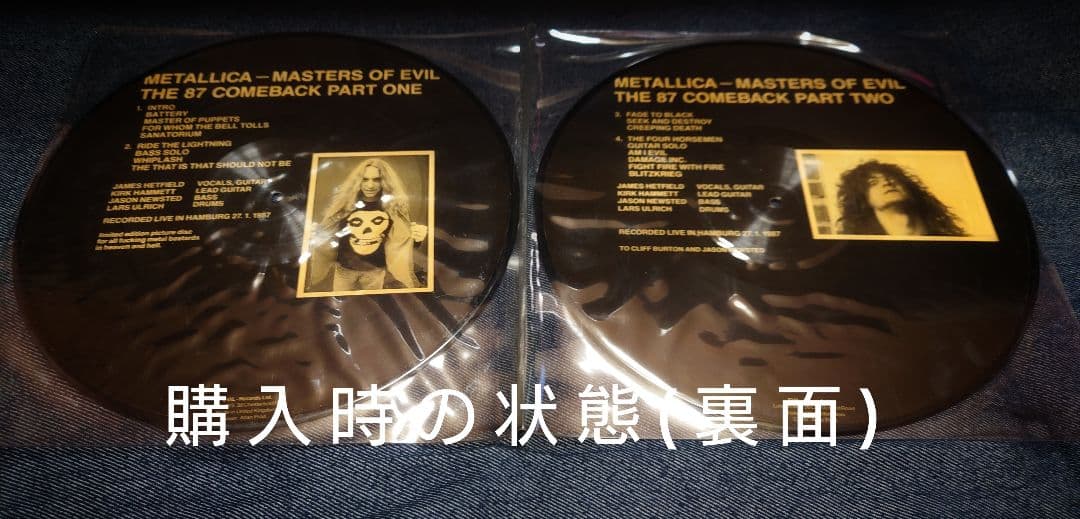 METALLICA — MASTERS OF EVIL
THE 87 COMEBACK PART ONE
1. INTRO
BATTERY
MASTER OF PUPPETS
FOR WHOM THE BELL TOLLS
SANATORIUM
2. RIDE THE LIGHTNING
BASS SOLO
WHIPLASH
THE THAT IS THAT SHOULD NOT BE
JAMES HETFIELD VOCALS, GUITAR
KIRK HAMMETT LEAD GUITAR
JASON NEWSTED BASS
LARS ULRICH DRUMS
RECORDED LIVE IN HAMBURG 27. 1. 1987
limited edition picture disc
for all fucking metal bastards
in heaven and hell.
Records Ltd.
United Kingdom
METALLICA — MASTERS OF EVIL
THE 87 COMEBACK PART TWO
3. FADE TO BLACK
SEEK AND DESTROY
CREEPING DEATH
4. THE FOUR HORSEMEN
GUITAR SOLO
AM I EVIL
DAMAGE, INC.
FIGHT FIRE WITH FIRE
BLITZKRIEG
JAMES HETFIELD VOCALS, GUITAR
KIRK HAMMETT LEAD GUITAR
JASON NEWSTED BASS
LARS ULRICH DRUMS
RECORDED LIVE IN HAMBURG 27. 1. 1987
TO CLIFF BURTON AND JASON NEWSTED
購入時の状態(裏面)